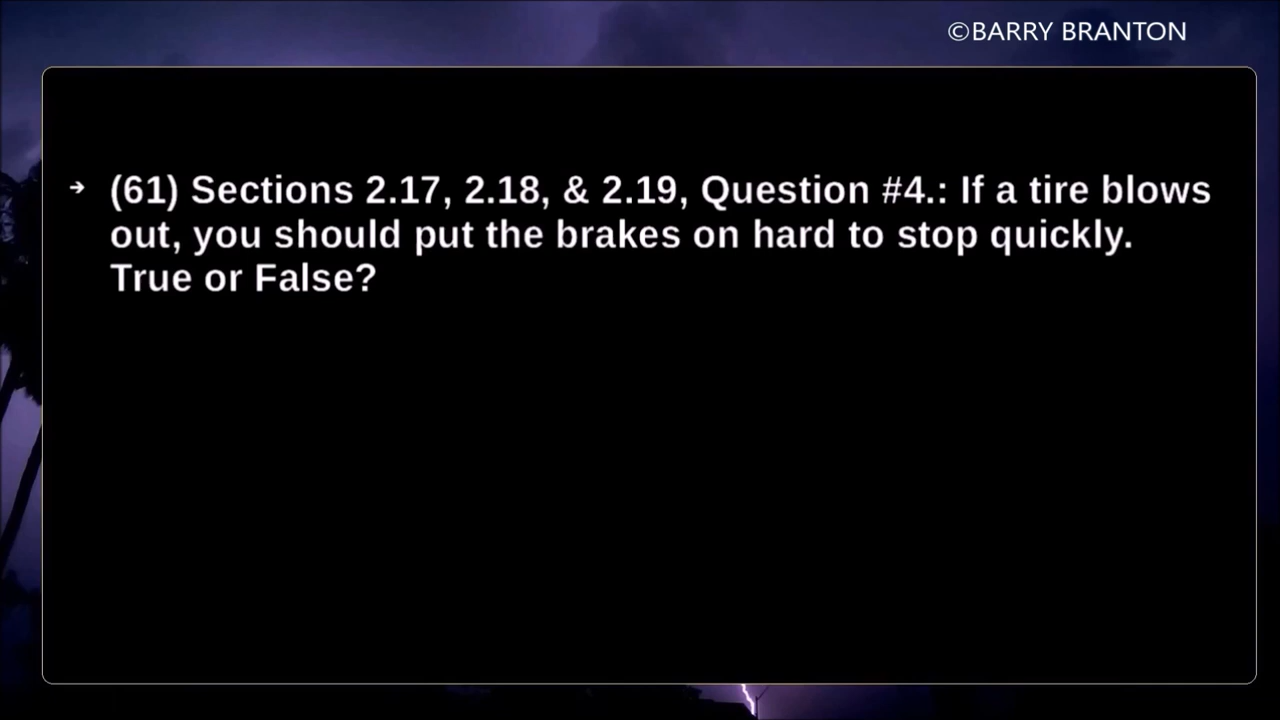 ©BARRY BRANTON
➔ (61) Sections 2.17, 2.18, & 2.19, Question #4.: If a tire blows
out, you should put the brakes on hard to stop quickly.
True or False?